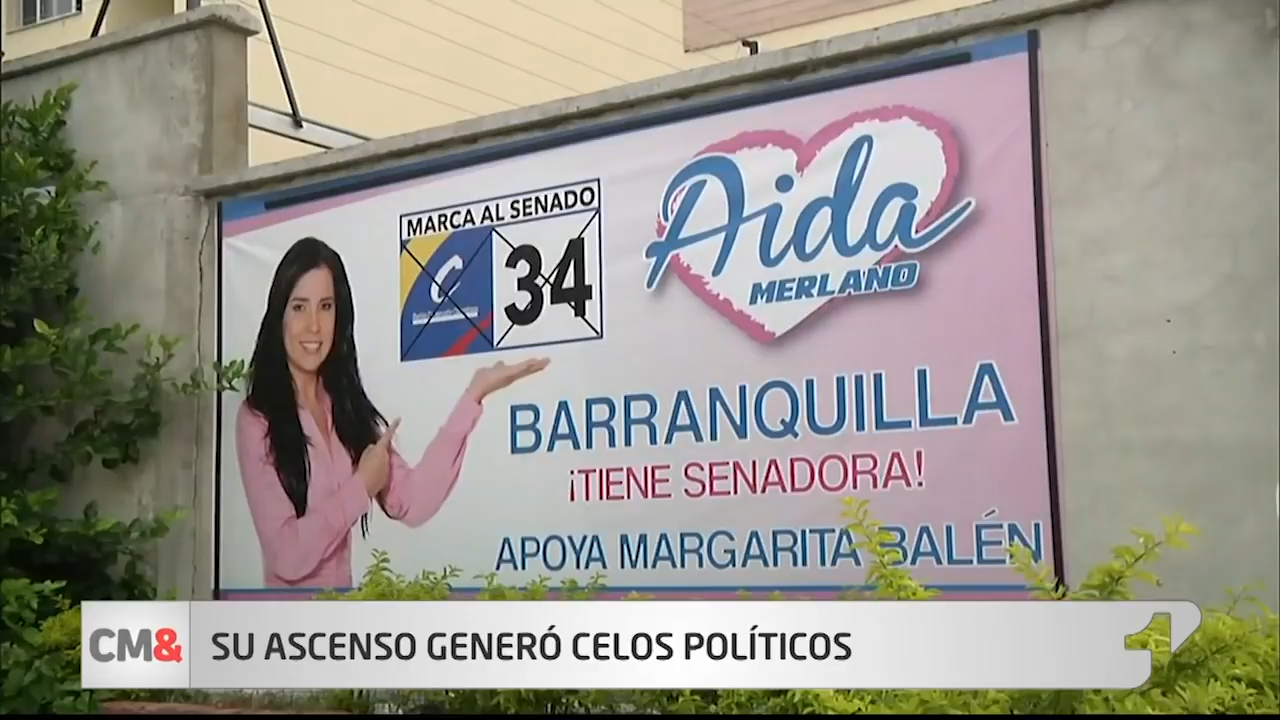 MARCA AL SENADO
C
34
Aida
MERLANO
BARRANQUILLA
¡TIENE SENADORA!
APOYA MARGARITA BALÉN
CM& SU ASCENSO GENERÓ CELOS POLÍTICOS
1